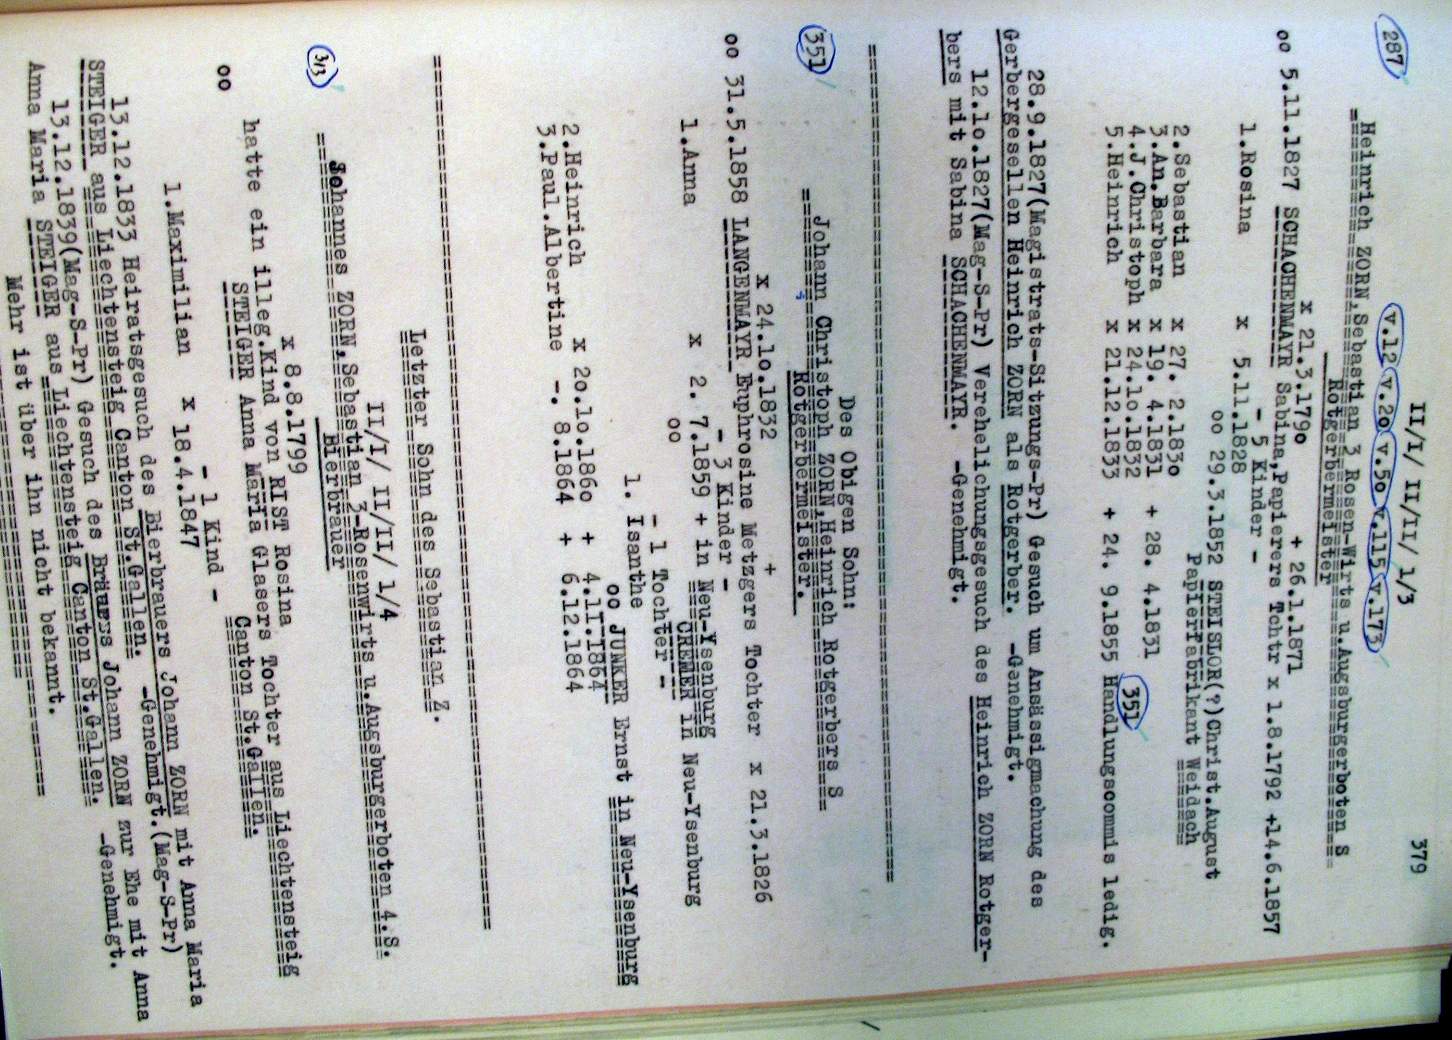 II/I/ II/II/ 1/3
379
287
v.12 v.20 v.50 v.115 v.173
Heinrich ZORN,Sebastian 3 Rosen-Wirts u.Augsburgerboten S
Rotgerbermeister
x 21.3.1790 + 26.1.1871
oo 5.11.1827 SCHACHENMAYR Sabina,Papierers Tchtr x 1.8.1792 +14.6.1857
- 5 Kinder -
1.Rosina x 5.11.1828
oo 29.3.1852 STEISLOR(?)Christ.August
Papierfabrikant Weidach
2.Sebastian x 27. 2.1830
3.An.Barbara x 19. 4.1831 + 28. 4.1831
4.J.Christoph x 24.10.1832 351
5.Heinrich x 21.12.1833 + 24. 9.1855 Handlungscommis ledig.
28.9.1827(Magistrats-Sitzungs-Pr) Gesuch um Ansässigmachung des
Gerbergesellen Heinrich ZORN als Rotgerber. -Genehmigt.
12.lo.1827(Mag-S-Pr) Verehelichungsgesuch des Heinrich ZORN Rotger-
bers mit Sabina SCHACHENMAYR. -Genehmigt.
Des Obigen Sohn:
351
Johann Christoph ZORN,Heinrich Rotgerbers S
Rotgerbermeister.
x 24.lo.1832 +
oo 31.5.1858 LANGENMAYR Euphrosine Metzgers Tochter x 21.3.1826
- 3 Kinder -
1.Anna x 2. 7.1859 + in Neu-Ysenburg
oo CREMER in Neu-Ysenburg
- 1 Tochter -
1. Isanthe
oo JUNKER Ernst in Neu-Ysenburg
2.Heinrich x 2o.lo.186o + 4.11.1864
3.Paul.Albertine -. 8.1864 + 6.12.1864
Letzter Sohn des Sebastian Z.
II/I/ II/II/ 1/4
313
Johannes ZORN,Sebastian 3-Rosenwirts u.Augsburgerboten 4.S.
Bierbrauer
x 8.8.1799
hatte ein illeg.Kind von RIST Rosina
oo STEIGER Anna Maria Glasers Tochter aus Liechtensteig
Canton St.Gallen.
- 1 Kind -
1.Maximilian x 18.4.1847
13.12.1833 Heiratsgesuch des Bierbrauers Johann ZORN mit Anna Maria
STEIGER aus Liechtensteig Canton St.Gallen. -Genehmigt.(Mag-S-Pr)
13.12.1839(Mag-S-Pr) Gesuch des Bräuers Johann ZORN zur Ehe mit Anna
Anna Maria STEIGER aus Liechtensteig Canton St.Gallen. -Genehmigt.
Mehr ist über ihn nicht bekannt.